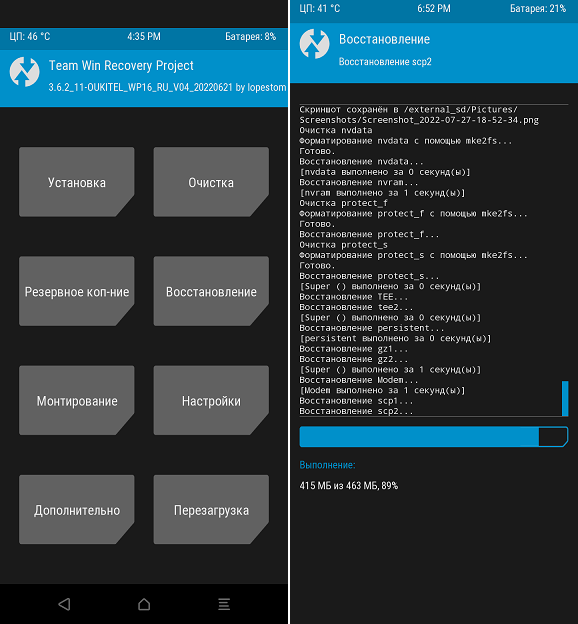 ЦП: 46 °C 4:35 PM Батарея: 8%
Team Win Recovery Project
3.6.2_11-OUKITEL_WP16_RU_V04_20220621 by lopestom
Установка Очистка
Резервное коп-ние Восстановление
Монтирование Настройки
Дополнительно Перезагрузка
ЦП: 41 °C 6:52 PM Батарея: 21%
Восстановление
Восстановление scp2
Скриншот сохранён в /external_sd/Pictures/
Screenshots/Screenshot_2022-07-27-18-52-34.png
Очистка nvdata
Форматирование nvdata с помощью mke2fs...
Готово.
Восстановление nvdata...
[nvdata выполнено за 0 секунд(ы)]
Восстановление nvram...
[nvram выполнено за 1 секунд(ы)]
Очистка protect_f
Форматирование protect_f с помощью mke2fs...
Готово.
Восстановление protect_f...
Очистка protect_s
Форматирование protect_s с помощью mke2fs...
Готово.
Восстановление protect_s...
[Super () выполнено за 0 секунд(ы)]
Восстановление TEE...
Восстановление tee2...
[Super () выполнено за 0 секунд(ы)]
Восстановление persistent...
[persistent выполнено за 0 секунд(ы)]
Восстановление gz1...
Восстановление gz2...
[Super () выполнено за 1 секунд(ы)]
Восстановление Modem...
[Modem выполнено за 1 секунд(ы)]
Восстановление scp1...
Восстановление scp2...
Выполнение:
415 МБ из 463 МБ, 89%